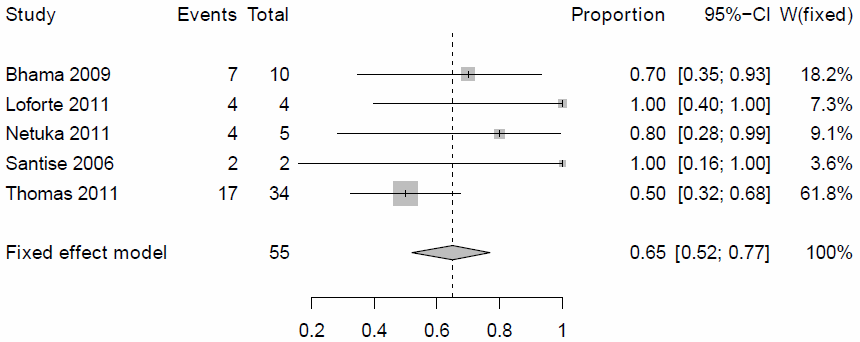 Study Events Total Proportion 95%−CI W(fixed)
Bhama 2009 7 10 0.70 [0.35; 0.93] 18.2%
Loforte 2011 4 4 1.00 [0.40; 1.00] 7.3%
Netuka 2011 4 5 0.80 [0.28; 0.99] 9.1%
Santise 2006 2 2 1.00 [0.16; 1.00] 3.6%
Thomas 2011 17 34 0.50 [0.32; 0.68] 61.8%
Fixed effect model 55 0.65 [0.52; 0.77] 100%
0.2 0.4 0.6 0.8 1